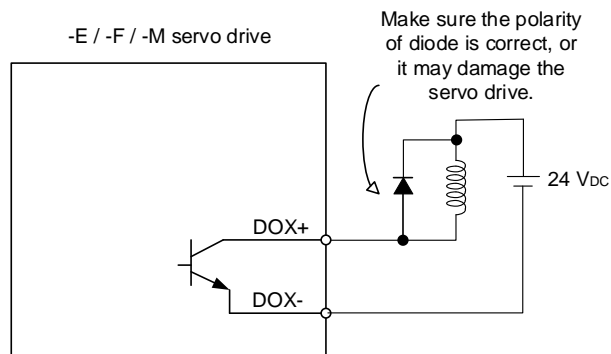 -E / -F / -M servo drive
Make sure the polarity
of diode is correct, or
it may damage the
servo drive.
24 VDC
DOX+
DOX-